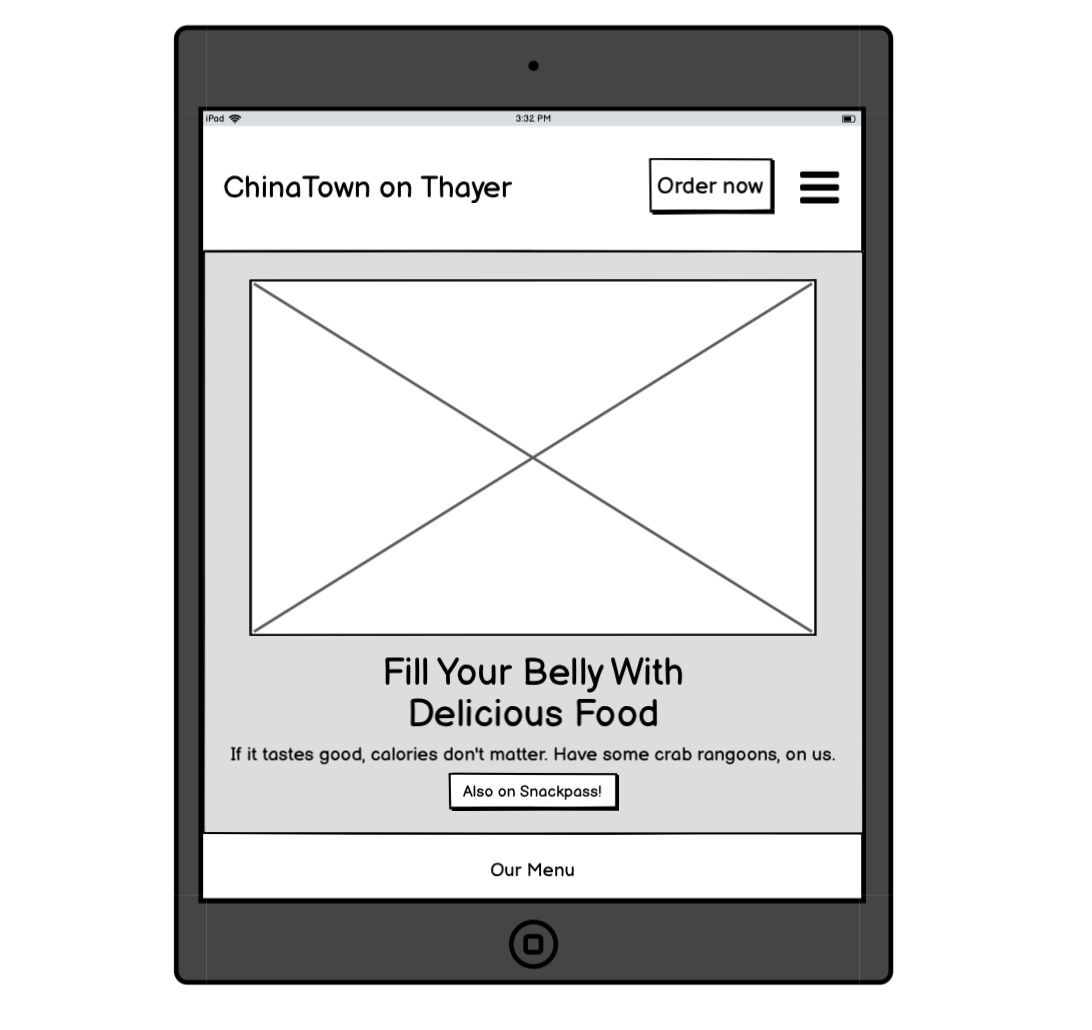 iPad
3:32 PM
ChinaTown on Thayer
Order now
Fill Your Belly With
Delicious Food
If it tastes good, calories don't matter. Have some crab rangoons, on us.
Also on Snackpass!
Our Menu